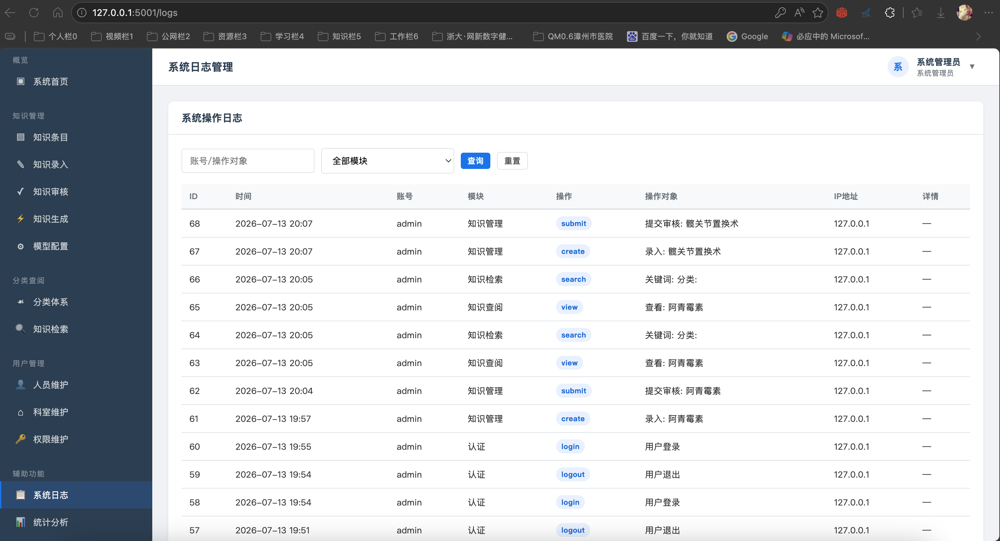 127.0.0.1:5001/logs
个人栏0 视频栏1 公网栏2 资源栏3 学习栏4 知识栏5 工作栏6 浙大·网新数字健... QM0.6漳州市医院 百度一下，你就知道 Google 必应中的 Microsof...
概览
系统首页
知识管理
知识条目
知识录入
知识审核
知识生成
模型配置
分类查阅
分类体系
知识检索
用户管理
人员维护
科室维护
权限维护
辅助功能
系统日志
统计分析
系统日志管理
系 系统管理员
系统管理员
系统操作日志
账号/操作对象 全部模块 查询 重置
ID 时间 账号 模块 操作 操作对象 IP地址 详情
68 2026-07-13 20:07 admin 知识管理 submit 提交审核: 髋关节置换术 127.0.0.1 —
67 2026-07-13 20:07 admin 知识管理 create 录入: 髋关节置换术 127.0.0.1 —
66 2026-07-13 20:05 admin 知识检索 search 关键词: 分类: 127.0.0.1 —
65 2026-07-13 20:05 admin 知识查阅 view 查看: 阿青霉素 127.0.0.1 —
64 2026-07-13 20:05 admin 知识检索 search 关键词: 分类: 127.0.0.1 —
63 2026-07-13 20:05 admin 知识查阅 view 查看: 阿青霉素 127.0.0.1 —
62 2026-07-13 20:04 admin 知识管理 submit 提交审核: 阿青霉素 127.0.0.1 —
61 2026-07-13 19:57 admin 知识管理 create 录入: 阿青霉素 127.0.0.1 —
60 2026-07-13 19:55 admin 认证 login 用户登录 127.0.0.1 —
59 2026-07-13 19:54 admin 认证 logout 用户退出 127.0.0.1 —
58 2026-07-13 19:54 admin 认证 login 用户登录 127.0.0.1 —
57 2026-07-13 19:51 admin 认证 logout 用户退出 127.0.0.1 —